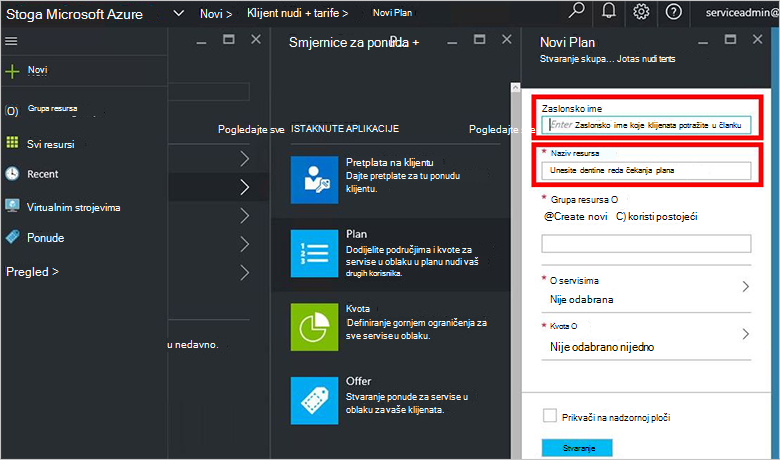 Stoga Microsoft Azure
Novi >
Klijent nudi + tarife >
Novi Plan
serviceadmin@
Novi
Grupa resursa
Svi resursi
Recent
Virtualnim strojevima
Ponude
Pregled >
Pogledajte sve
u nedavno.
Smjernice za ponuda
+
Pogledajte sve
ISTAKNUTE APLIKACIJE
Pretplata na klijentu
Dajte pretplate za tu ponudu
klijentu.
Plan
Dodijelite područjima i kvote za
servise u oblaku u planu nudi vaš
drugih korisnika.
Kvota
Definiranje gornjem ograničenja za
sve servise u oblaku.
Offer
Stvaranje ponude za servise u
oblaku za vaše klijenata.
Novi Plan
Stvaranje skupa... Jotas nudi tents
Zaslonsko ime
Enter Zaslonsko ime koje klijenata potražite u članku
* Naziv resursa
Unesite dentine reda čekanja plana
* Grupa resursa O
@Create novi C) koristi postojeći
* O servisima
Nije odabrana
* Kvota O
Nije odabrano nijedno
Prikvači na nadzornoj ploči
Stvaranje